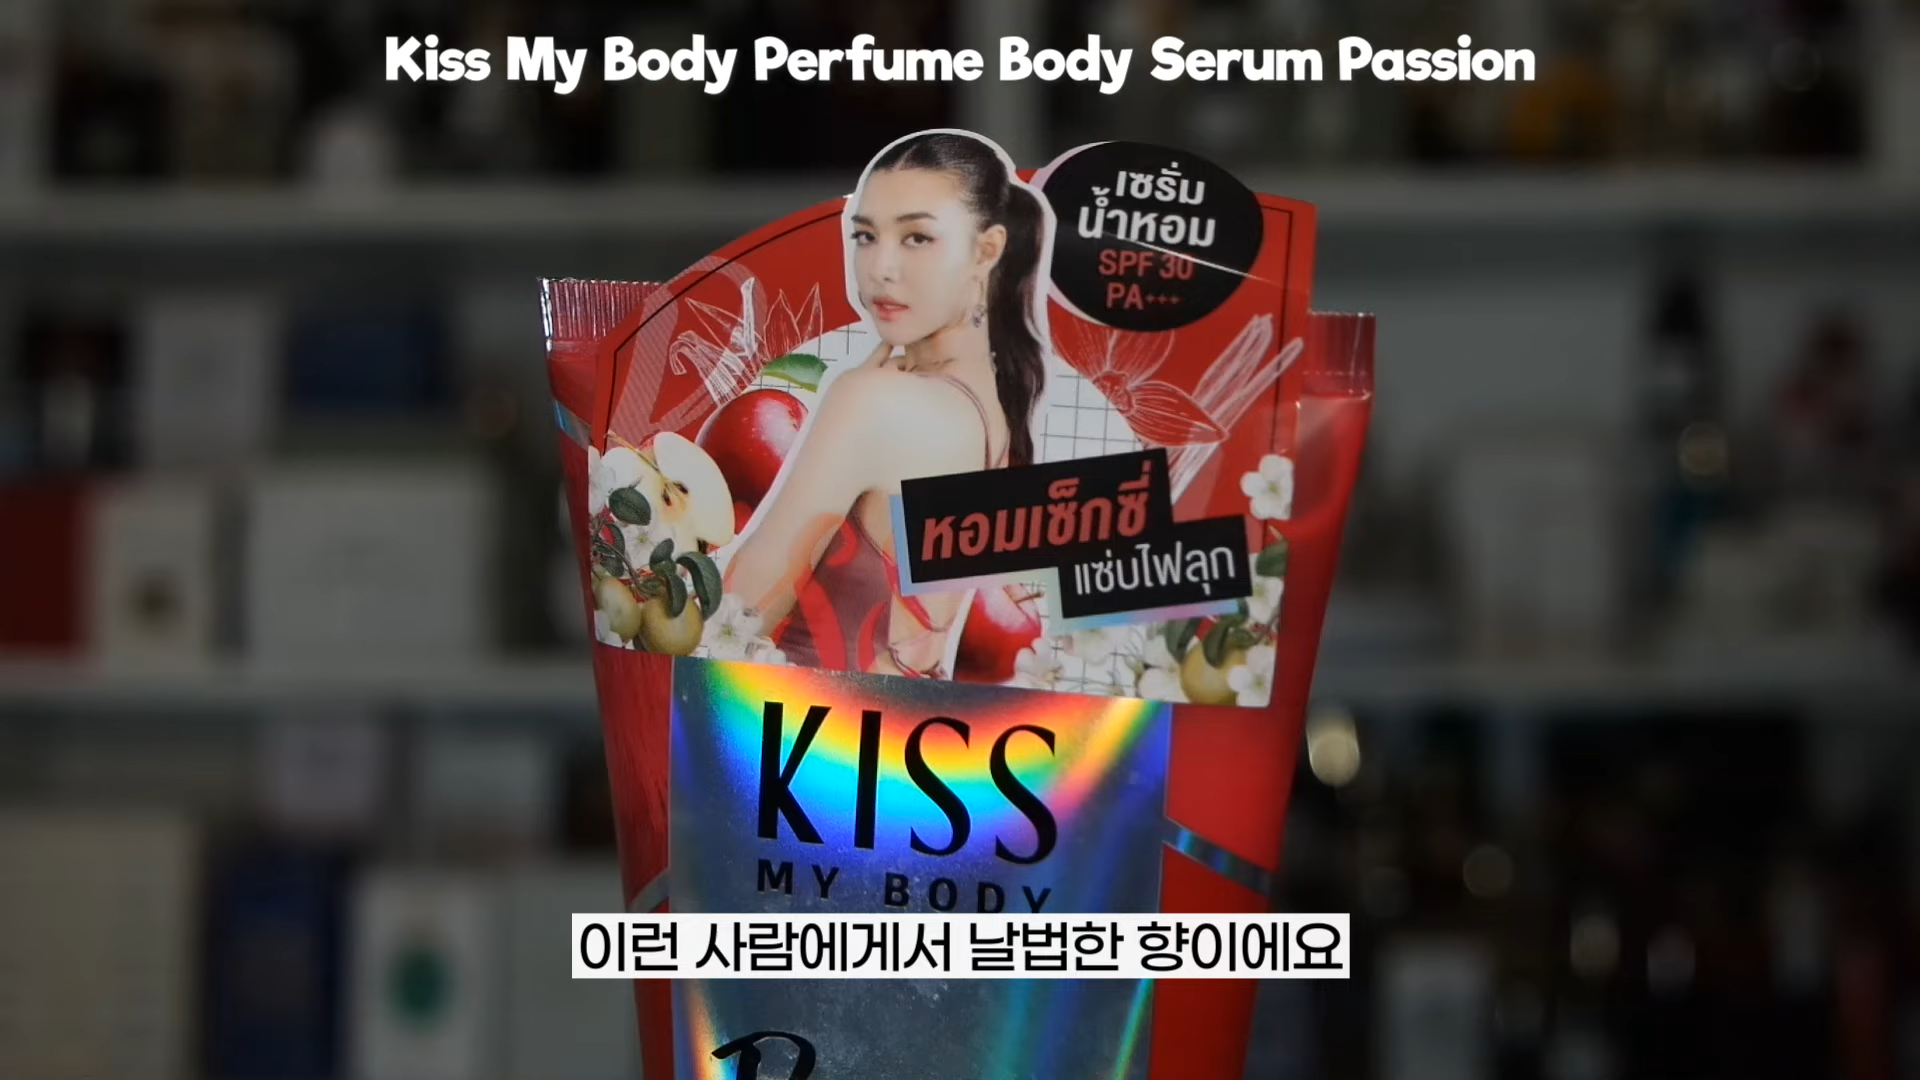 Kiss My Body Perfume Body Serum Passion
เซรั่ม
น้ำหอม
SPF 30
PA+++
หอมเซ็กซี่
แซ่บไฟลุก
KISS
MY BODY
이런 사람에게서 날법한 향이에요